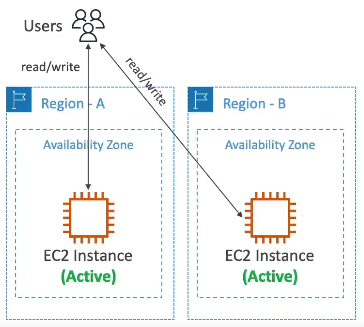 Users
read/write
read/write
Region - A
Region - B
Availability Zone
Availability Zone
EC2 Instance
(Active)
EC2 Instance
(Active)